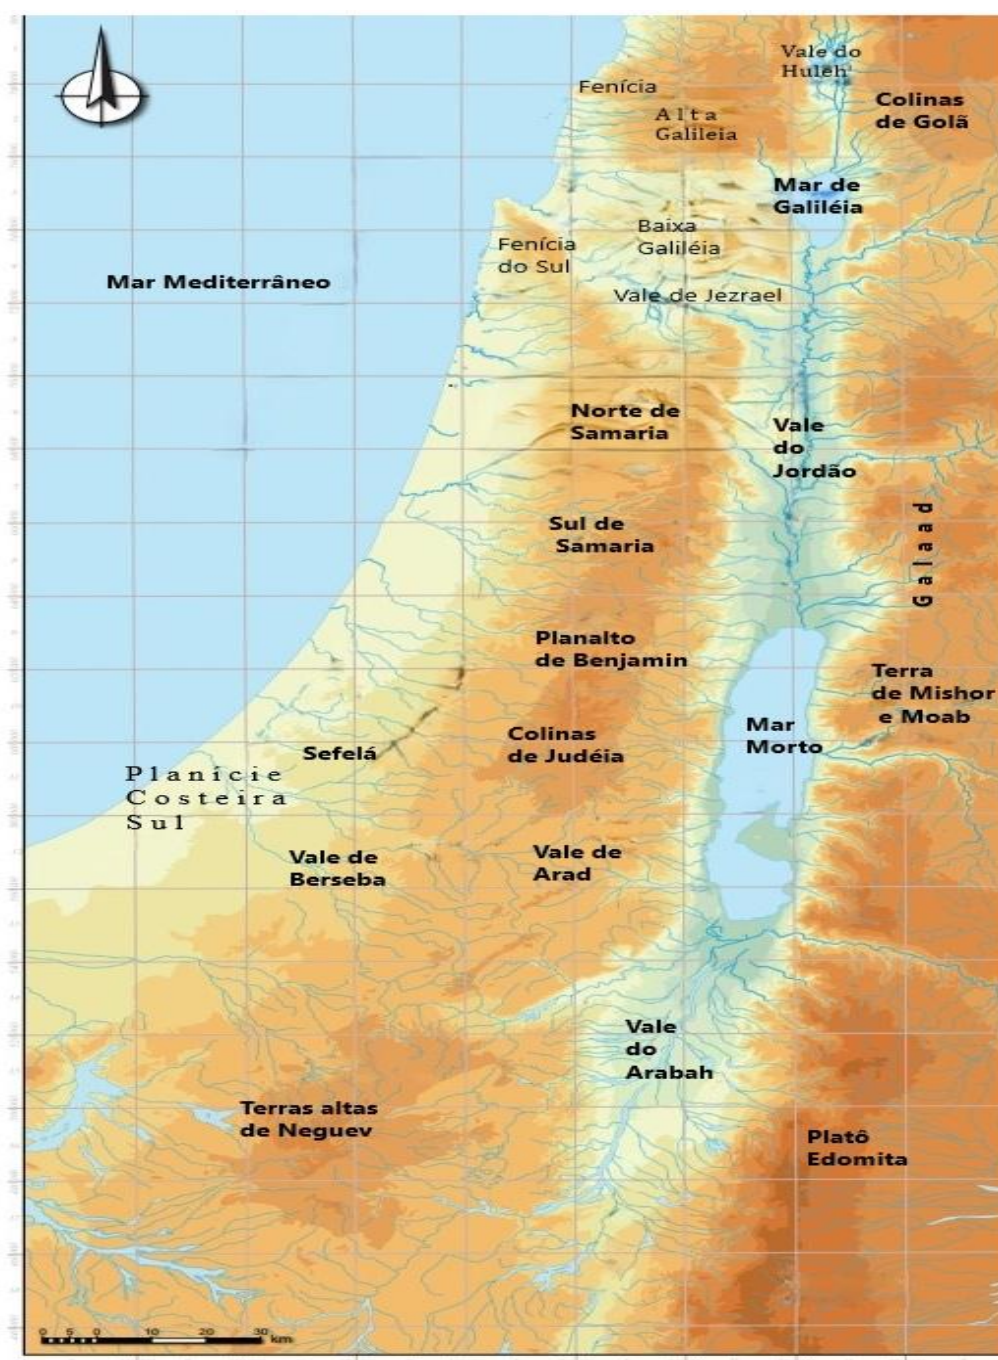 Vale do
Huleh
Fenícia
Colinas
de Golã
Alta
Galileia
Mar de
Galiléia
Baixa
Galiléia
Fenícia
do Sul
Mar Mediterrâneo
Vale de Jezrael
Norte de
Samaria
Vale
do
Jordão
Galaad
Sul de
Samaria
Planalto
de Benjamin
Terra
de Mishor
e Moab
Mar
Morto
Colinas
de Judéia
Sefelá
Planície
Costeira
Sul
Vale de
Berseba
Vale de
Arad
Vale
do
Arabah
Terras altas
de Neguev
Platô
Edomita
0 5 0 10 20 30 km